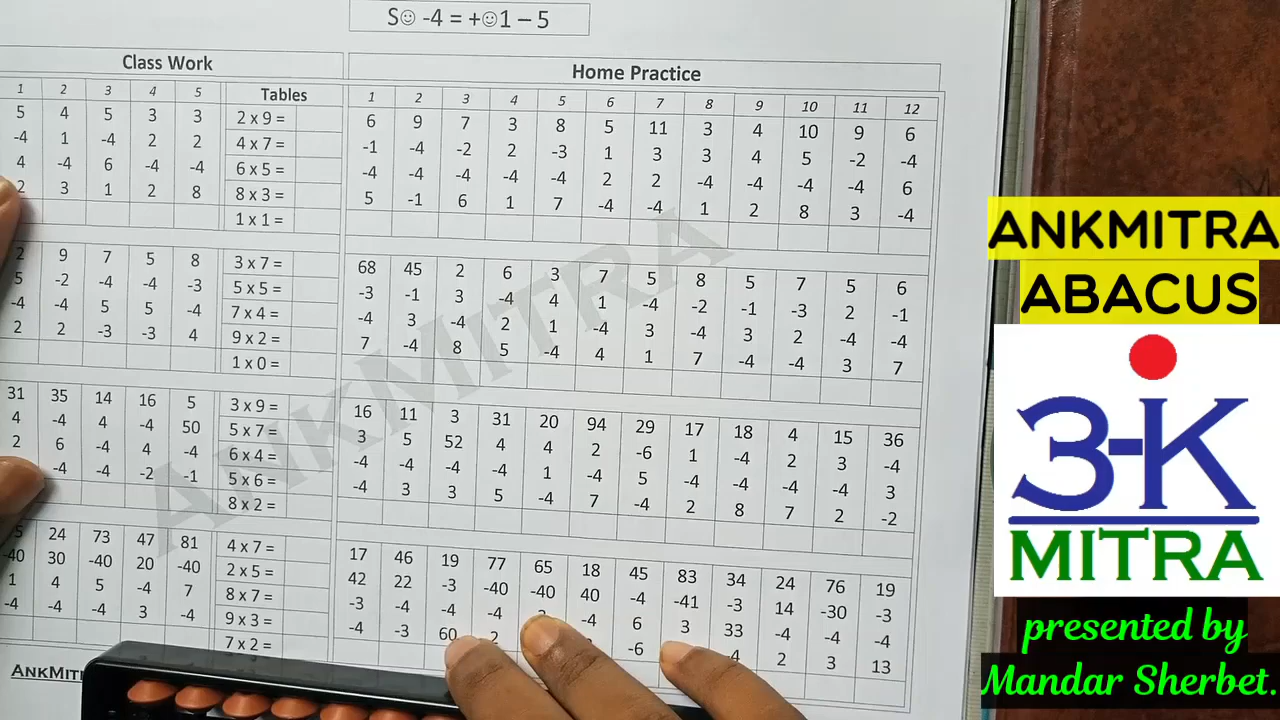 S☺ -4 = +☺1 – 5
Class Work
1 2 3 4 5 Tables
5 4 5 3 3 2 x 9 =
-4 1 -4 2 2 4 x 7 =
4 -4 6 -4 -4 6 x 5 =
2 3 1 2 8 8 x 3 =
1 x 1 =
2 9 7 5 8 3 x 7 =
5 -2 -4 -4 -3 5 x 5 =
-4 -4 5 5 -4 7 x 4 =
2 2 -3 -3 4 9 x 2 =
1 x 0 =
31 35 14 16 5 3 x 9 =
4 -4 4 -4 50 5 x 7 =
2 6 -4 4 -4 6 x 4 =
-4 -4 -2 -1 5 x 6 =
8 x 2 =
5 24 73 47 81 4 x 7 =
-40 30 -40 20 -40 2 x 5 =
1 4 5 -4 7 8 x 7 =
-4 -4 -4 3 -4 9 x 3 =
7 x 2 =
Home Practice
1 2 3 4 5 6 7 8 9 10 11 12
6 9 7 3 8 5 11 3 4 10 9 6
-1 -4 -2 2 -3 1 3 3 4 5 -2 -4
-4 -4 -4 -4 -4 2 2 -4 -4 -4 -4 6
5 -1 6 1 7 -4 -4 1 2 8 3 -4
68 45 2 6 3 7 5 8 5 7 5 6
-3 -1 3 -4 4 1 -4 -2 -1 -3 2 -1
-4 3 -4 2 1 -4 3 -4 3 2 -4 -4
7 -4 8 5 -4 4 1 7 -4 -4 3 7
16 11 3 31 20 94 29 17 18 4 15 36
3 5 52 4 4 2 -6 1 -4 2 3 -4
-4 -4 -4 -4 1 -4 5 -4 -4 -4 -4 3
-4 3 3 5 -4 7 -4 2 8 7 2 -2
17 46 19 77 65 18 45 83 34 24 76 19
42 22 -3 -40 -40 40 -4 -41 -3 14 -30 -3
-3 -4 -4 -4 -4 6 3 33 -4 -4 -4
-4 -3 60 2 -6 4 2 3 13
ANKMITRA
ANKMI
ANKMITRA
ABACUS
3-K
MITRA
presented by
Mandar Sherbet.